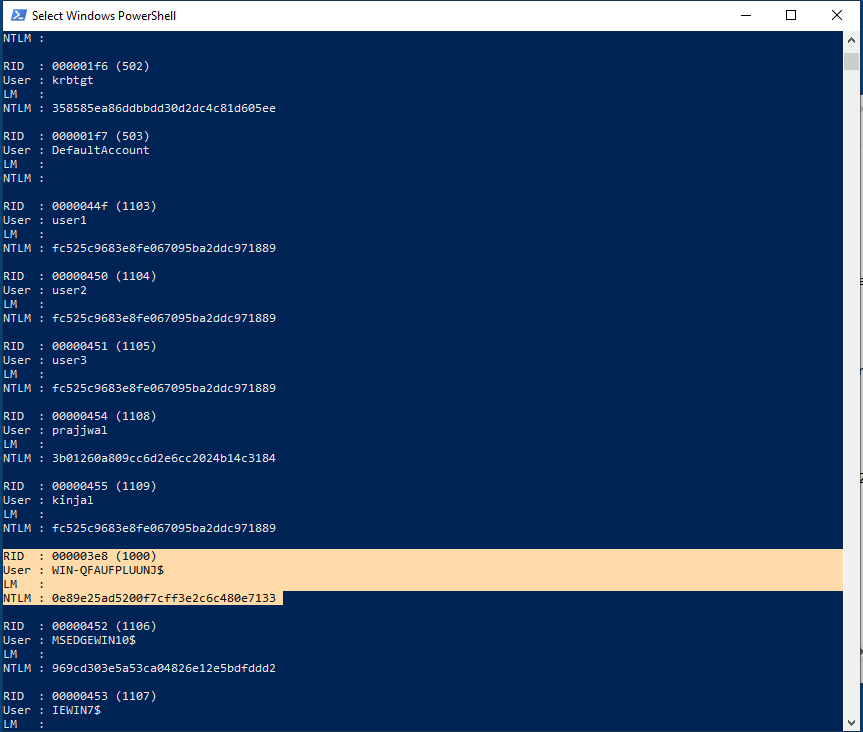 Select Windows PowerShell
NTLM :
RID  : 000001f6 (502)
User : krbtgt
LM   :
NTLM : 358585ea86ddbbdd30d2dc4c81d605ee
RID  : 000001f7 (503)
User : DefaultAccount
LM   :
NTLM :
RID  : 0000044f (1103)
User : user1
LM   :
NTLM : fc525c9683e8fe067095ba2ddc971889
RID  : 00000450 (1104)
User : user2
LM   :
NTLM : fc525c9683e8fe067095ba2ddc971889
RID  : 00000451 (1105)
User : user3
LM   :
NTLM : fc525c9683e8fe067095ba2ddc971889
RID  : 00000454 (1108)
User : prajjwal
LM   :
NTLM : 3b01260a809cc6d2e6cc2024b14c3184
RID  : 00000455 (1109)
User : kinjal
LM   :
NTLM : fc525c9683e8fe067095ba2ddc971889
RID  : 000003e8 (1000)
User : WIN-QFAUFPLUUNJ$
LM   :
NTLM : 0e89e25ad5200f7cff3e2c6c480e7133
RID  : 00000452 (1106)
User : MSEDGEWIN10$
LM   :
NTLM : 969cd303e5a53ca04826e12e5bdfddd2
RID  : 00000453 (1107)
User : IEWIN7$
LM   :